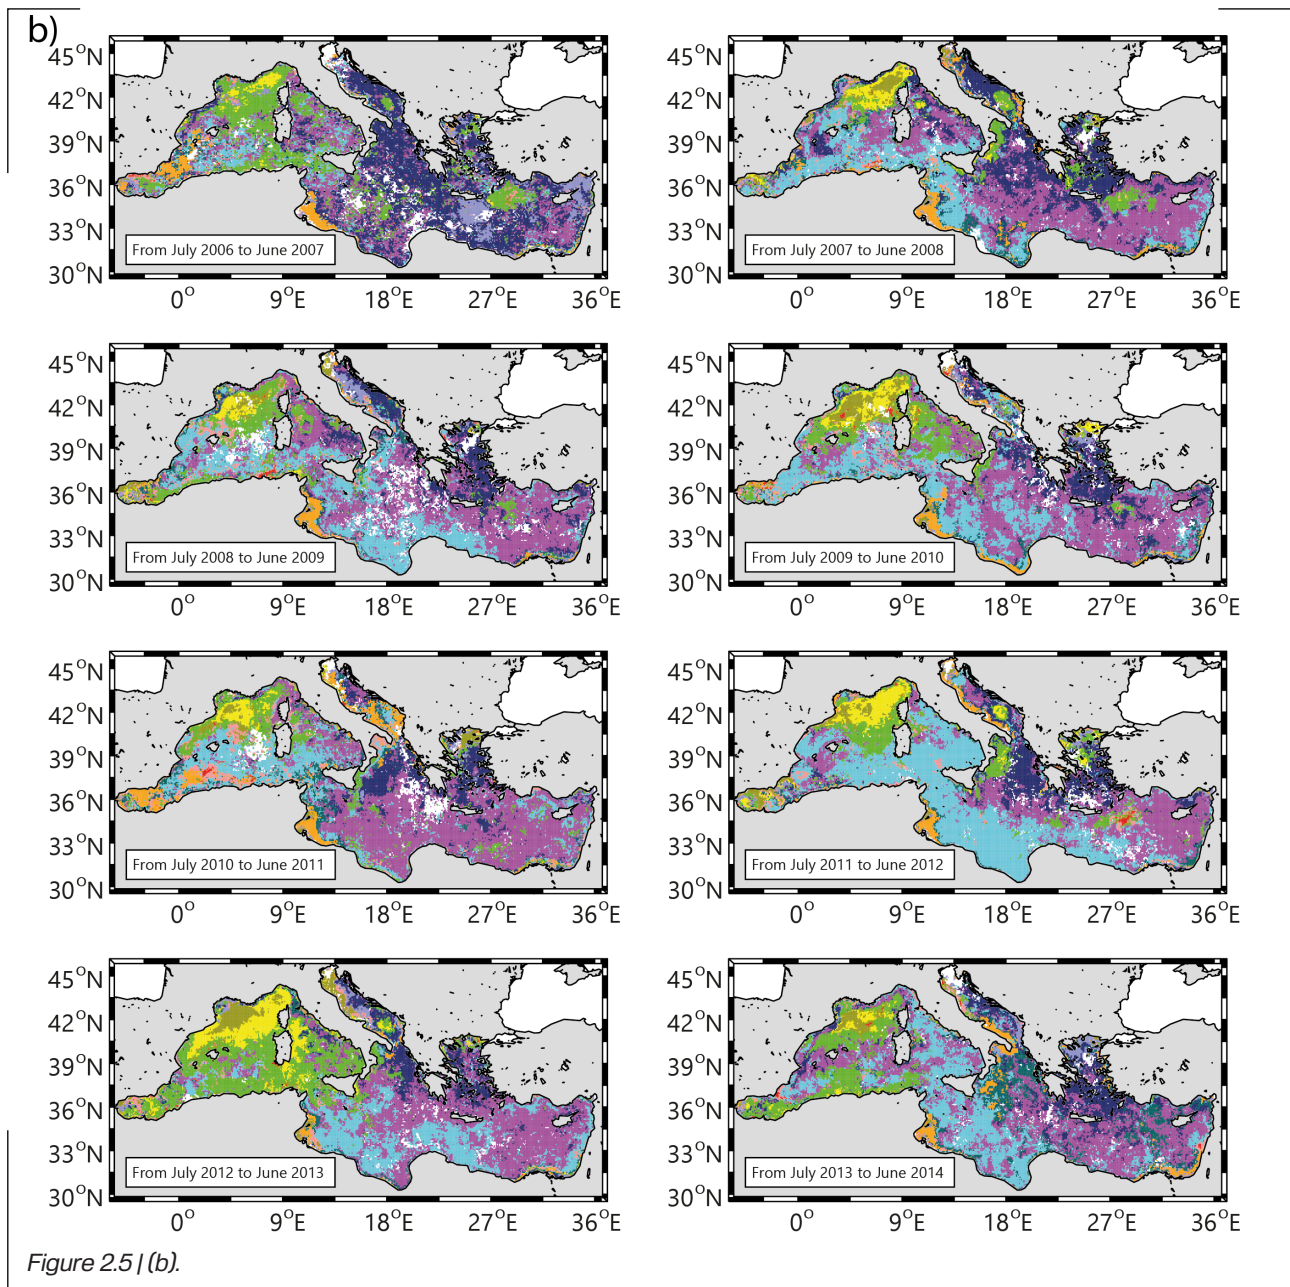 b)
45°N
42°N
39°N
36°N
33°N
30°N
From July 2006 to June 2007
0° 9°E 18°E 27°E 36°E
45°N
42°N
39°N
36°N
33°N
30°N
From July 2007 to June 2008
0° 9°E 18°E 27°E 36°E
45°N
42°N
39°N
36°N
33°N
30°N
From July 2008 to June 2009
0° 9°E 18°E 27°E 36°E
45°N
42°N
39°N
36°N
33°N
30°N
From July 2009 to June 2010
0° 9°E 18°E 27°E 36°E
45°N
42°N
39°N
36°N
33°N
30°N
From July 2010 to June 2011
0° 9°E 18°E 27°E 36°E
45°N
42°N
39°N
36°N
33°N
30°N
From July 2011 to June 2012
0° 9°E 18°E 27°E 36°E
45°N
42°N
39°N
36°N
33°N
30°N
From July 2012 to June 2013
0° 9°E 18°E 27°E 36°E
45°N
42°N
39°N
36°N
33°N
30°N
From July 2013 to June 2014
0° 9°E 18°E 27°E 36°E
Figure 2.5 | (b).